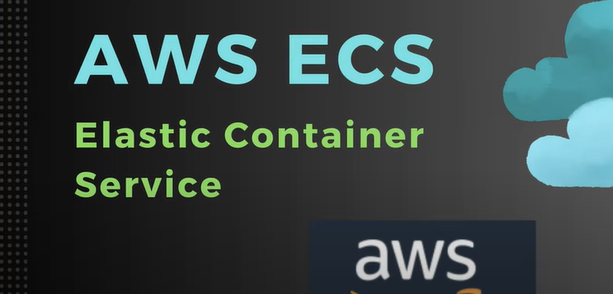 AWS ECS
Elastic Container
Service
aws